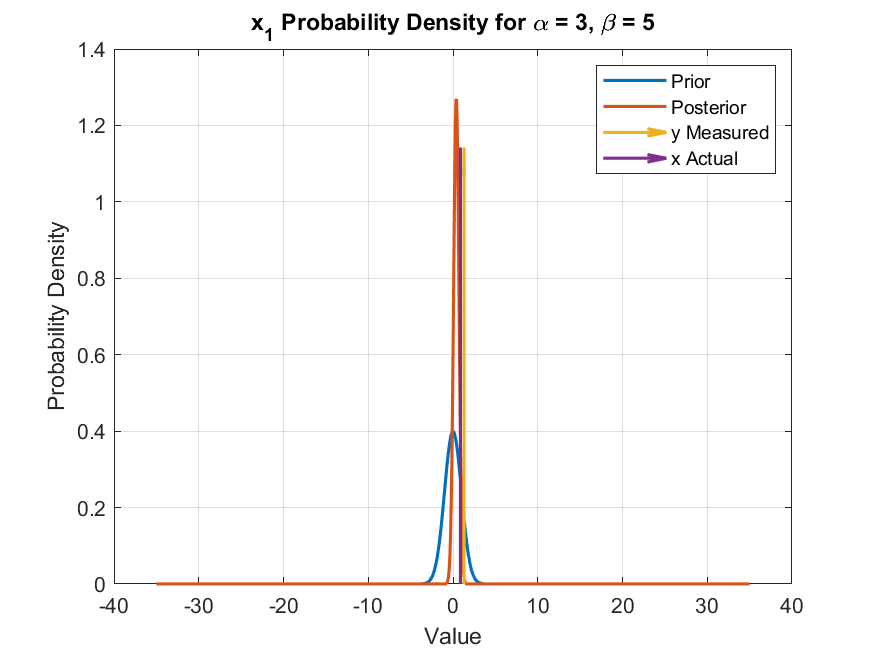 x1 Probability Density for α = 3, β = 5
1.4
1.2
1
0.8
0.6
0.4
0.2
0
Probability Density
Prior
Posterior
y Measured
x Actual
-40 -30 -20 -10 0 10 20 30 40
Value